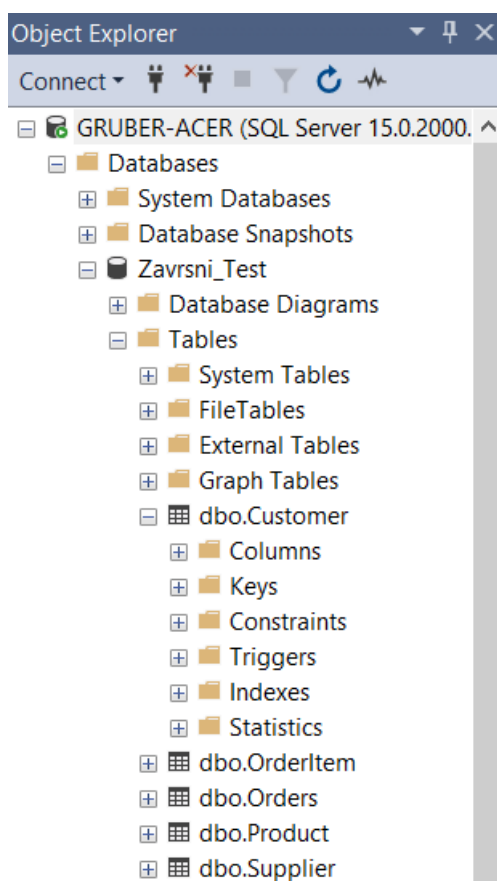 Object Explorer
Connect
GRUBER-ACER (SQL Server 15.0.2000.
Databases
System Databases
Database Snapshots
Zavrsni_Test
Database Diagrams
Tables
System Tables
FileTables
External Tables
Graph Tables
dbo.Customer
Columns
Keys
Constraints
Triggers
Indexes
Statistics
dbo.OrderItem
dbo.Orders
dbo.Product
dbo.Supplier